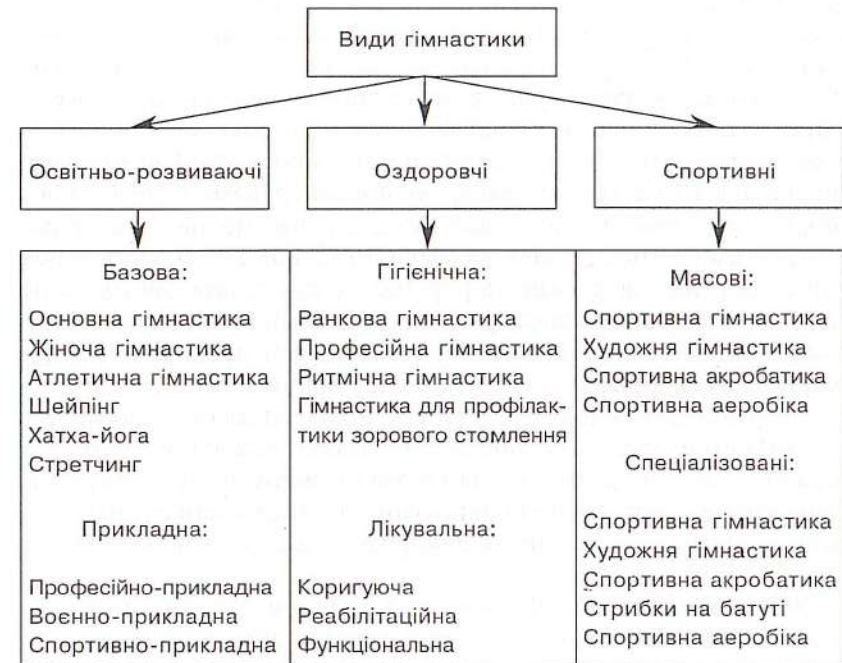 Види гімнастики
Освітньо-розвиваючі
Оздоровчі
Спортивні
Базова:
Основна гімнастика
Жіноча гімнастика
Атлетична гімнастика
Шейпінг
Хатха-йога
Стретчинг
Прикладна:
Професійно-прикладна
Воєнно-прикладна
Спортивно-прикладна
Гігієнічна:
Ранкова гімнастика
Професійна гімнастика
Ритмічна гімнастика
Гімнастика для профілак-
тики зорового стомлення
Лікувальна:
Коригуюча
Реабілітаційна
Функціональна
Масові:
Спортивна гімнастика
Художня гімнастика
Спортивна акробатика
Спортивна аеробіка
Спеціалізовані:
Спортивна гімнастика
Художня гімнастика
Спортивна акробатика
Стрибки на батуті
Спортивна аеробіка